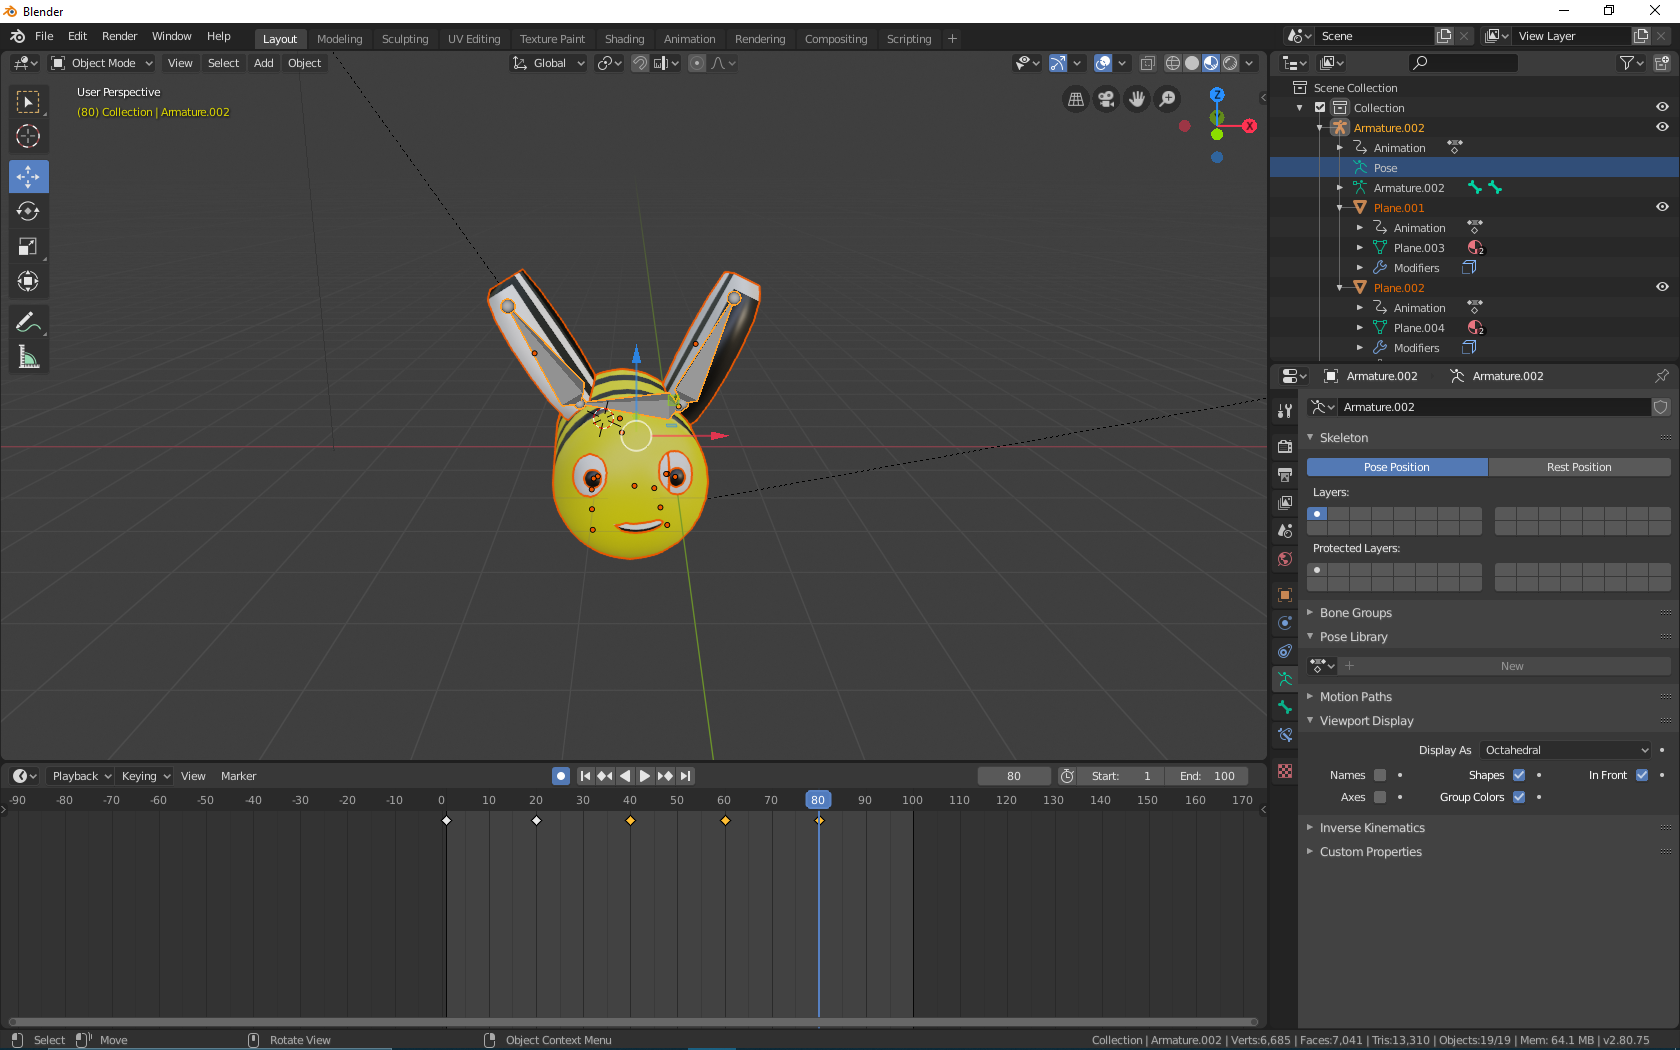 Blender
File Edit Render Window Help
Layout Modeling Sculpting UV Editing Texture Paint Shading Animation Rendering Compositing Scripting +
Scene
View Layer
Object Mode View Select Add Object
Global
User Perspective
(80) Collection | Armature.002
Z
Y
X
Scene Collection
Collection
Armature.002
Animation
Pose
Armature.002
Plane.001
Animation
Plane.003 2
Modifiers
Plane.002
Animation
Plane.004 2
Modifiers
Armature.002 Armature.002
Armature.002
Skeleton
Pose Position Rest Position
Layers:
Protected Layers:
Bone Groups
Pose Library
New
Motion Paths
Viewport Display
Display As Octahedral
Names Shapes In Front
Axes Group Colors
Inverse Kinematics
Custom Properties
Playback Keying View Marker
80 Start: 1 End: 100
-90 -80 -70 -60 -50 -40 -30 -20 -10 0 10 20 30 40 50 60 70 80 90 100 110 120 130 140 150 160 170
Select Move Rotate View Object Context Menu
Collection | Armature.002 | Verts:6,685 | Faces:7,041 | Tris:13,310 | Objects:19/19 | Mem: 64.1 MB | v2.80.75